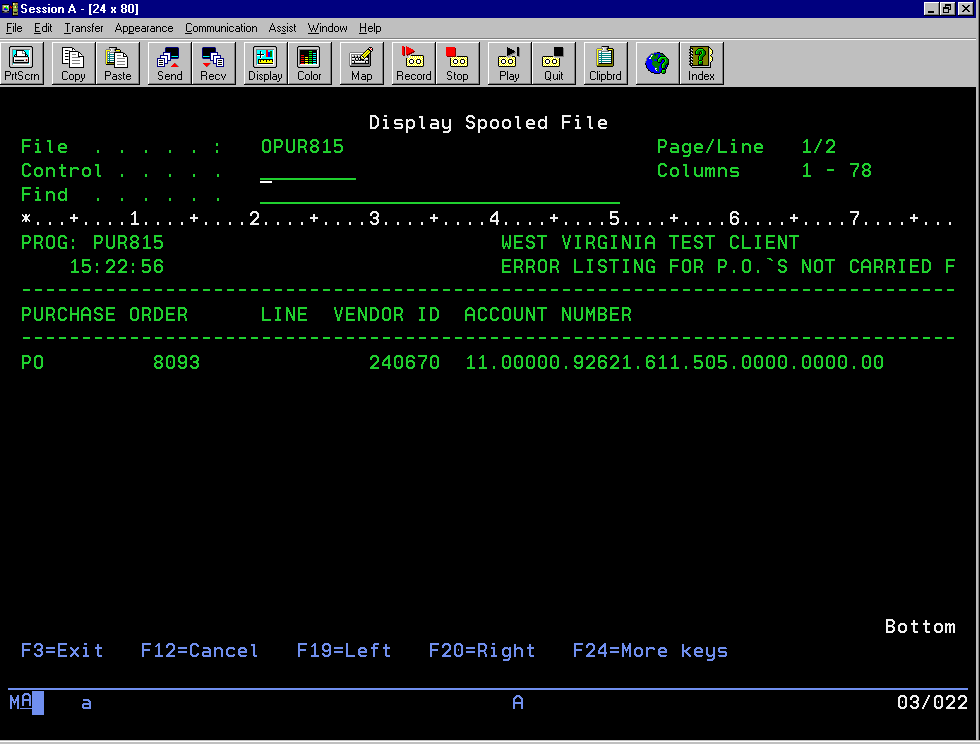 Session A - [24 x 80]
File Edit Transfer Appearance Communication Assist Window Help
PrtScrn Copy Paste Send Recv Display Color Map Record Stop Play Quit Clipbrd Index
Display Spooled File
File . . . . . : OPUR815 Page/Line 1/2
Control . . . . . Columns 1 - 78
Find . . . . . .
*...+....1....+....2....+....3....+....4....+....5....+....6....+....7....+...
PROG: PUR815 WEST VIRGINIA TEST CLIENT
15:22:56 ERROR LISTING FOR P.O.`S NOT CARRIED F
------------------------------------------------------------------------------
PURCHASE ORDER LINE VENDOR ID ACCOUNT NUMBER
------------------------------------------------------------------------------
PO 8093 240670 11.00000.92621.611.505.0000.0000.00
Bottom
F3=Exit F12=Cancel F19=Left F20=Right F24=More keys
MA a A 03/022